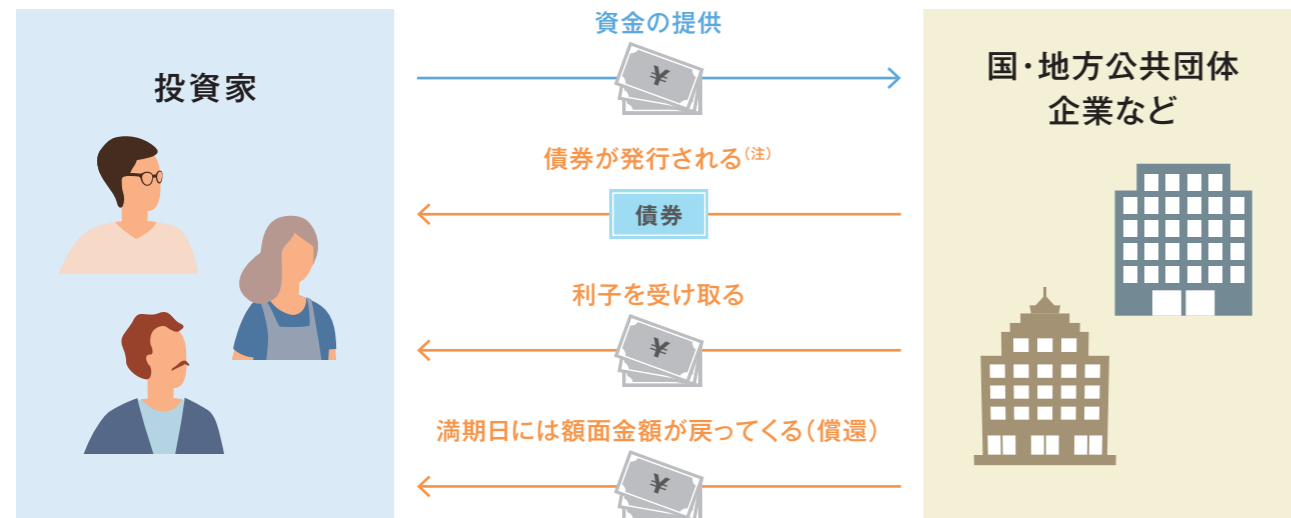 資金の提供
¥
投資家
国・地方公共団体
企業など
債券が発行される(注)
債券
利子を受け取る
¥
満期日には額面金額が戻ってくる(償還)
¥